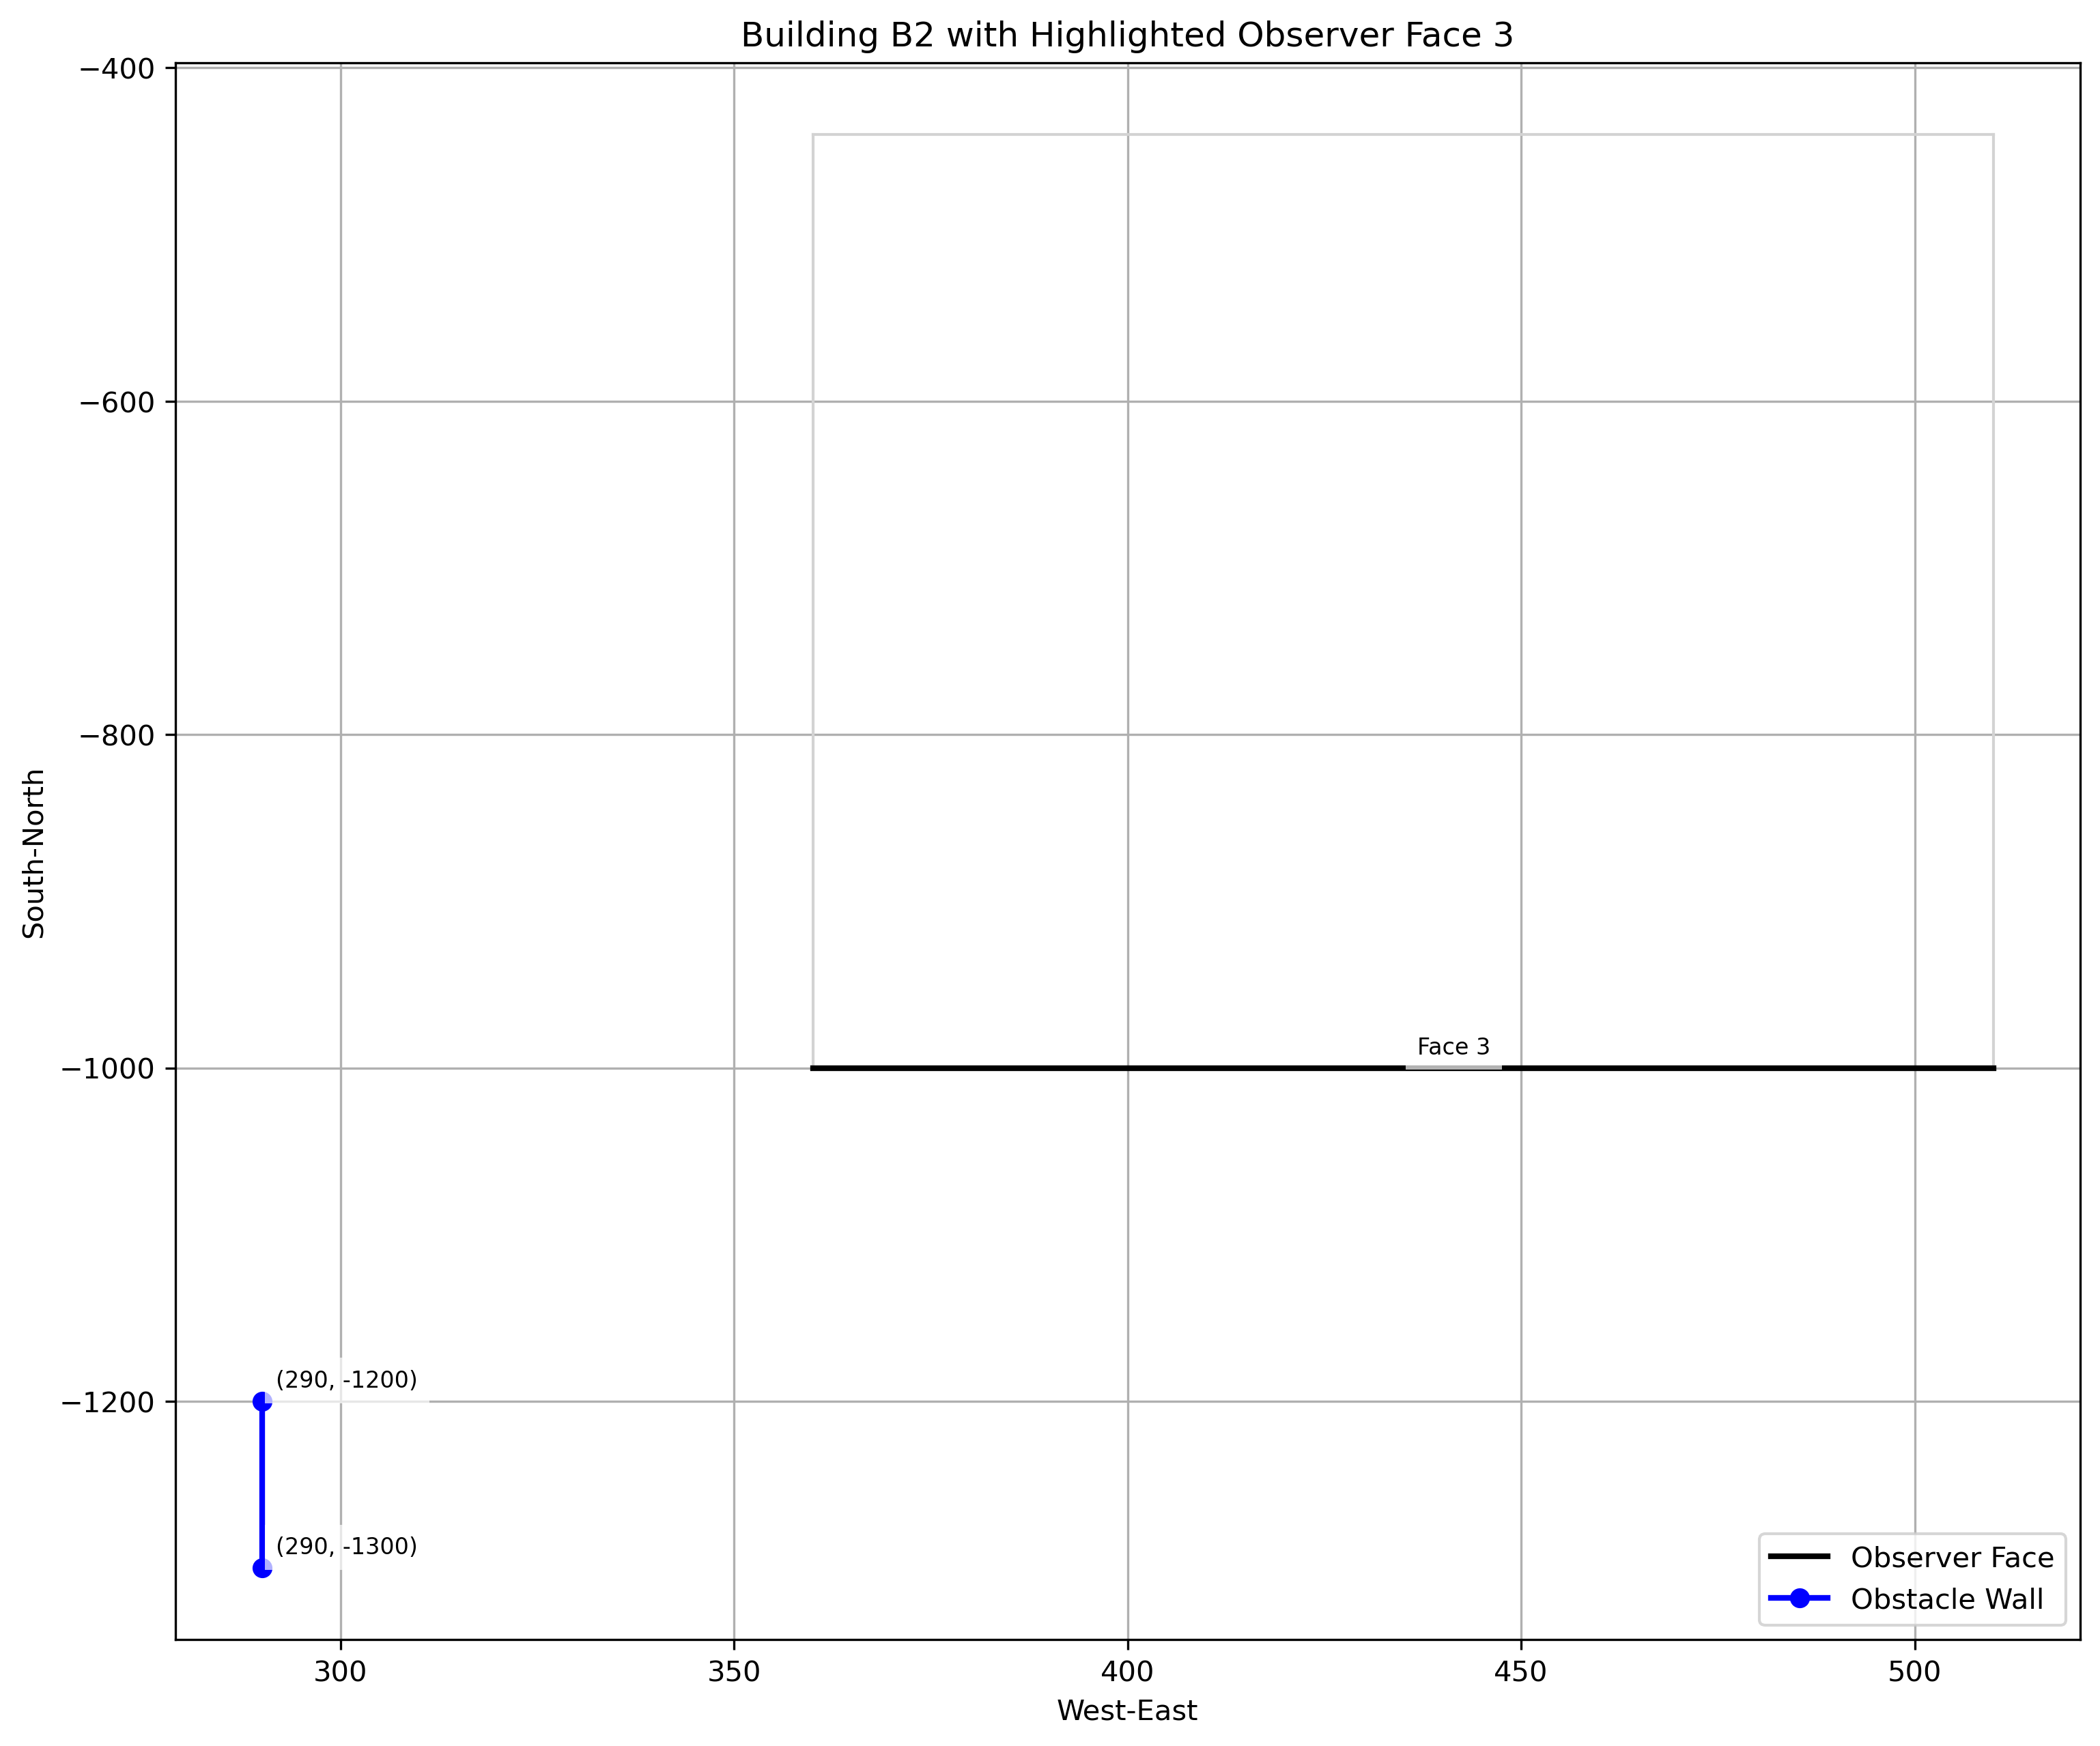 Building B2 with Highlighted Observer Face 3
−400
−600
−800
−1000
−1200
South-North
Face 3
(290, -1200)
(290, -1300)
Observer Face
Obstacle Wall
300
350
400
450
500
West-East